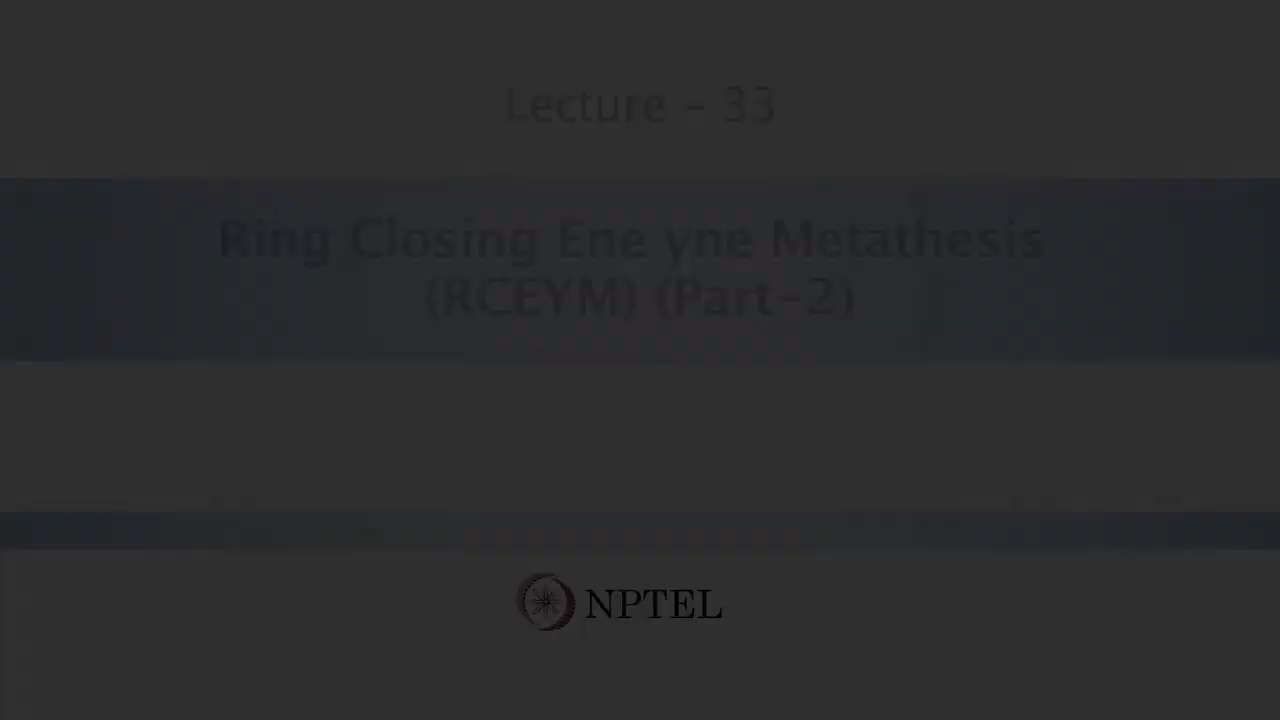 Lecture - 33
Ring Closing Ene yne Metathesis
(RCEYM) (Part-2)
NPTEL